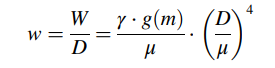 w = W/D = γ · g(m)/μ · (D/μ)^4